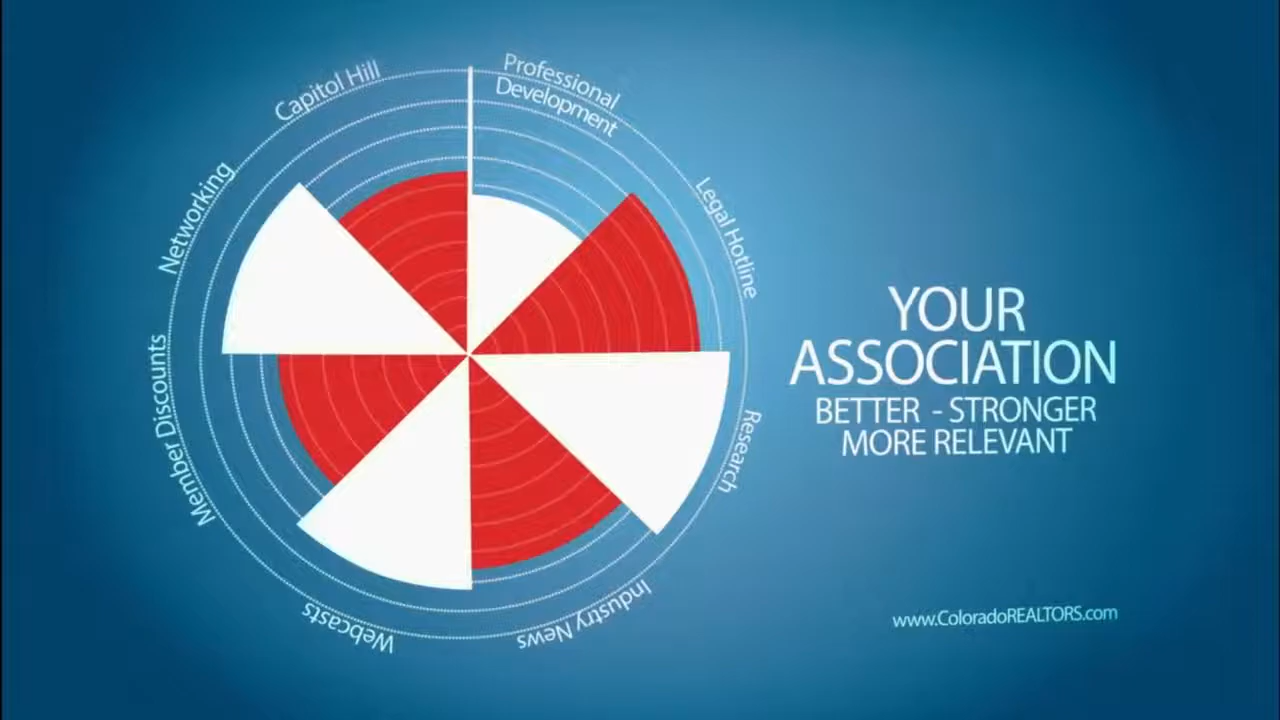 Capitol Hill
Professional
Development
Networking
Legal Hotline
Member Discounts
Research
Webcasts
Industry News
YOUR
ASSOCIATION
BETTER - STRONGER
MORE RELEVANT
www.ColoradoREALTORS.com